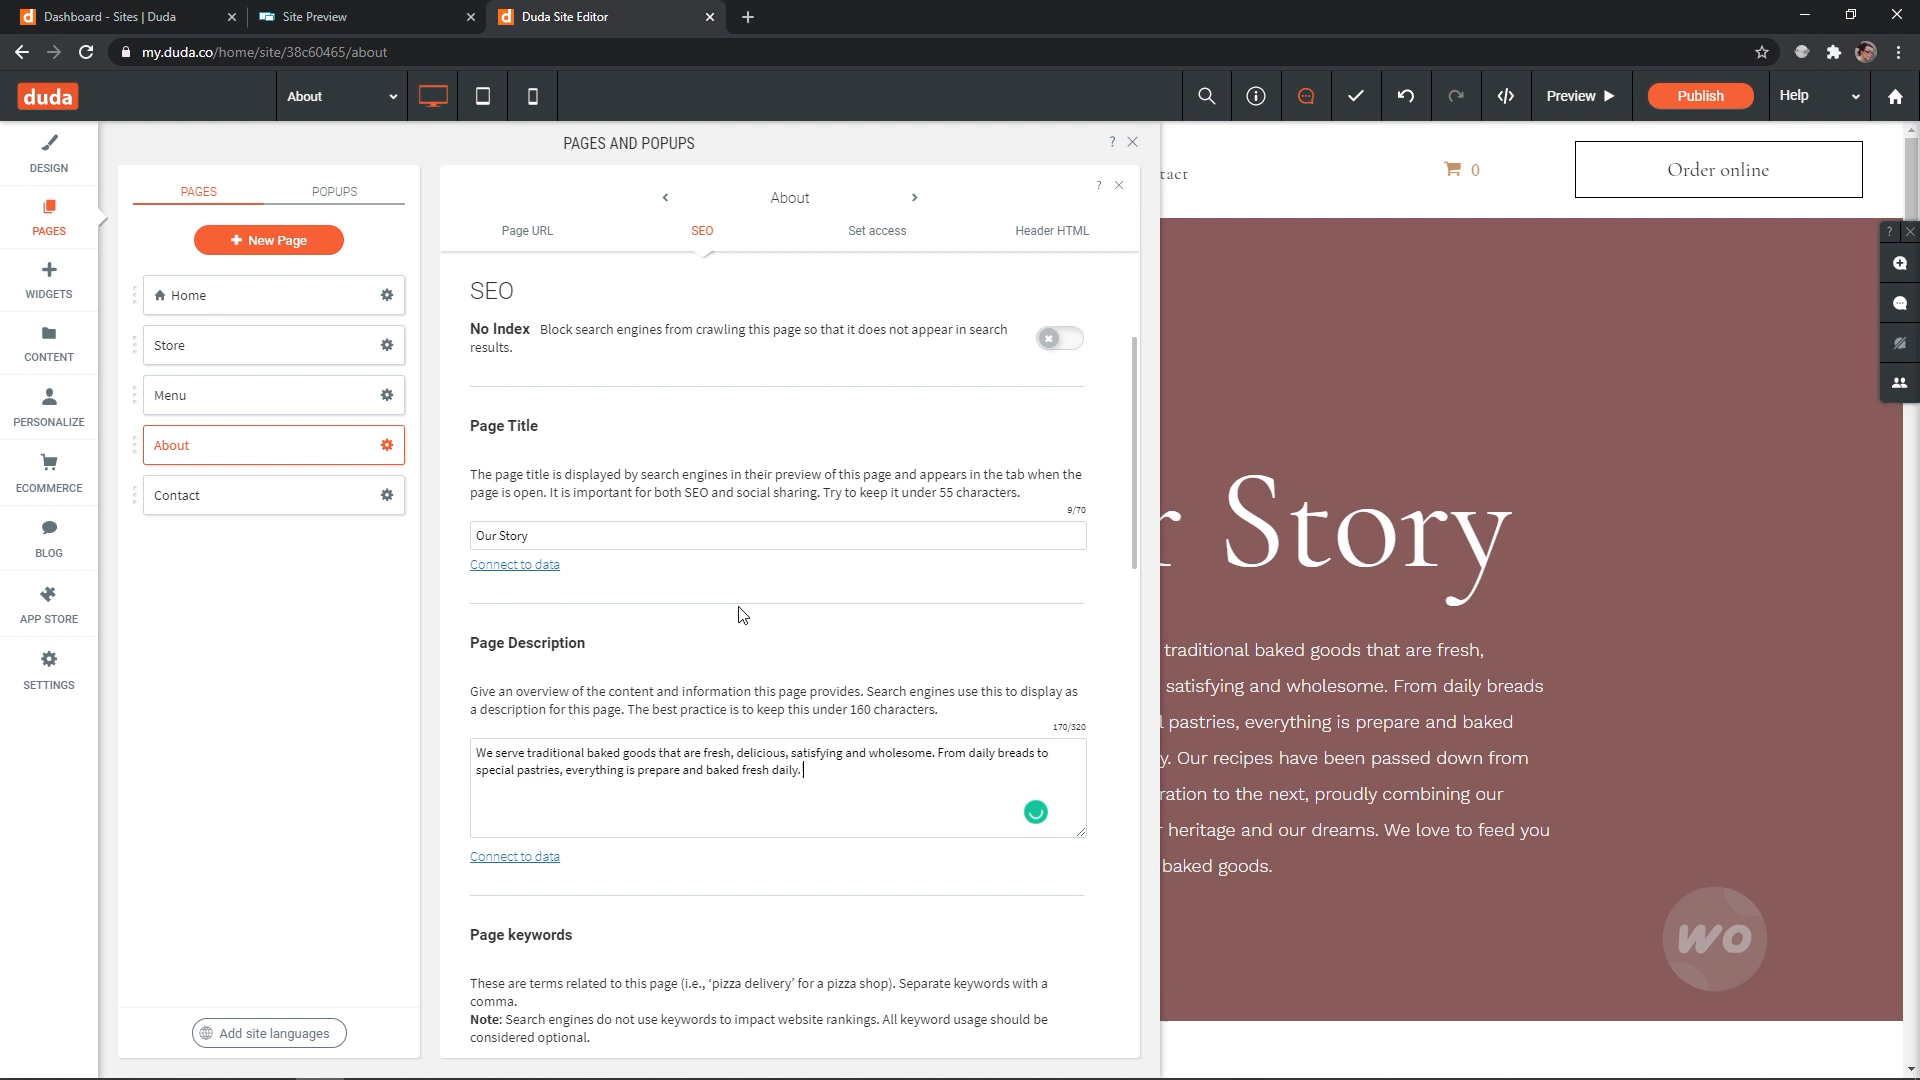 Dashboard - Sites | Duda
Site Preview
Duda Site Editor
my.duda.co/home/site/38c60465/about
duda
About
Preview
Publish
Help
DESIGN
PAGES
WIDGETS
CONTENT
PERSONALIZE
ECOMMERCE
BLOG
APP STORE
SETTINGS
PAGES AND POPUPS
?
PAGES
POPUPS
+ New Page
Home
Store
Menu
About
Contact
Add site languages
About
?
Page URL
SEO
Set access
Header HTML
SEO
No Index Block search engines from crawling this page so that it does not appear in search
results.
Page Title
The page title is displayed by search engines in their preview of this page and appears in the tab when the
page is open. It is important for both SEO and social sharing. Try to keep it under 55 characters.
9/70
Our Story
Connect to data
Page Description
Give an overview of the content and information this page provides. Search engines use this to display as
a description for this page. The best practice is to keep this under 160 characters.
170/320
We serve traditional baked goods that are fresh, delicious, satisfying and wholesome. From daily breads to
special pastries, everything is prepare and baked fresh daily.
Connect to data
Page keywords
These are terms related to this page (i.e., 'pizza delivery' for a pizza shop). Separate keywords with a
comma.
Note: Search engines do not use keywords to impact website rankings. All keyword usage should be
considered optional.
tact
0
Order online
?
r Story
traditional baked goods that are fresh,
satisfying and wholesome. From daily breads
l pastries, everything is prepare and baked
y. Our recipes have been passed down from
ration to the next, proudly combining our
r heritage and our dreams. We love to feed you
baked goods.
wo